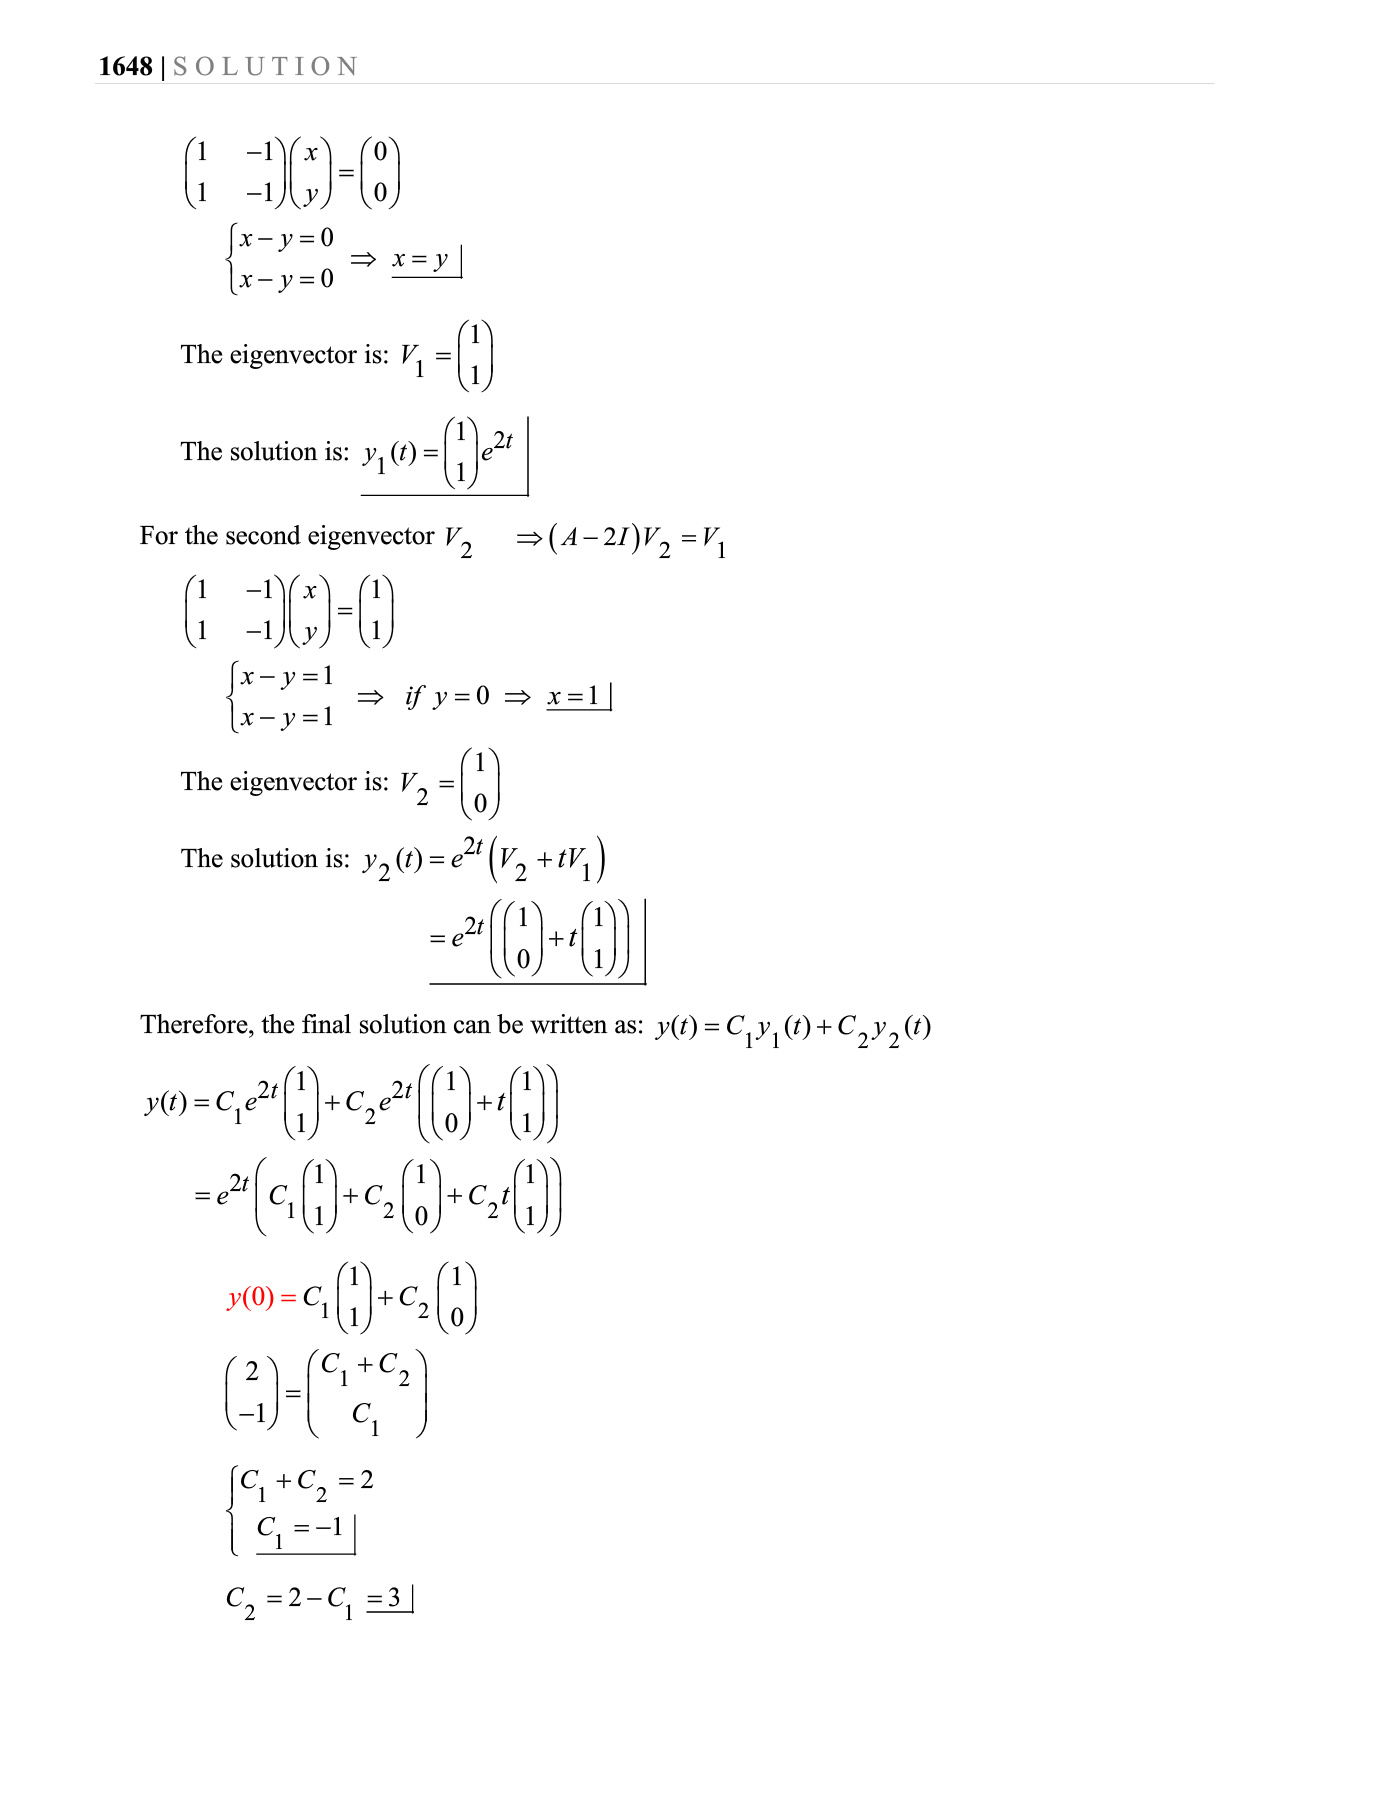 1648 | S O L U T I O N
\begin{pmatrix} 1 & -1 \\ 1 & -1 \end{pmatrix} \begin{pmatrix} x \\ y \end{pmatrix} = \begin{pmatrix} 0 \\ 0 \end{pmatrix}
\begin{cases} x - y = 0 \\ x - y = 0 \end{cases} ⇒ \underline{x = y} |
The eigenvector is: V_1 = \begin{pmatrix} 1 \\ 1 \end{pmatrix}
The solution is: y_1(t) = \begin{pmatrix} 1 \\ 1 \end{pmatrix} e^{2t} |
For the second eigenvector V_2 ⇒ (A - 2I)V_2 = V_1
\begin{pmatrix} 1 & -1 \\ 1 & -1 \end{pmatrix} \begin{pmatrix} x \\ y \end{pmatrix} = \begin{pmatrix} 1 \\ 1 \end{pmatrix}
\begin{cases} x - y = 1 \\ x - y = 1 \end{cases} ⇒ if y = 0 ⇒ \underline{x = 1} |
The eigenvector is: V_2 = \begin{pmatrix} 1 \\ 0 \end{pmatrix}
The solution is: y_2(t) = e^{2t} (V_2 + tV_1)
= e^{2t} \left( \begin{pmatrix} 1 \\ 0 \end{pmatrix} + t \begin{pmatrix} 1 \\ 1 \end{pmatrix} \right) |
Therefore, the final solution can be written as: y(t) = C_1 y_1(t) + C_2 y_2(t)
y(t) = C_1 e^{2t} \begin{pmatrix} 1 \\ 1 \end{pmatrix} + C_2 e^{2t} \left( \begin{pmatrix} 1 \\ 0 \end{pmatrix} + t \begin{pmatrix} 1 \\ 1 \end{pmatrix} \right)
= e^{2t} \left( C_1 \begin{pmatrix} 1 \\ 1 \end{pmatrix} + C_2 \begin{pmatrix} 1 \\ 0 \end{pmatrix} + C_2 t \begin{pmatrix} 1 \\ 1 \end{pmatrix} \right)
y(0) = C_1 \begin{pmatrix} 1 \\ 1 \end{pmatrix} + C_2 \begin{pmatrix} 1 \\ 0 \end{pmatrix}
\begin{pmatrix} 2 \\ -1 \end{pmatrix} = \begin{pmatrix} C_1 + C_2 \\ C_1 \end{pmatrix}
\begin{cases} C_1 + C_2 = 2 \\ \underline{C_1 = -1} | \end{cases}
C_2 = 2 - C_1 \underline{= 3} |